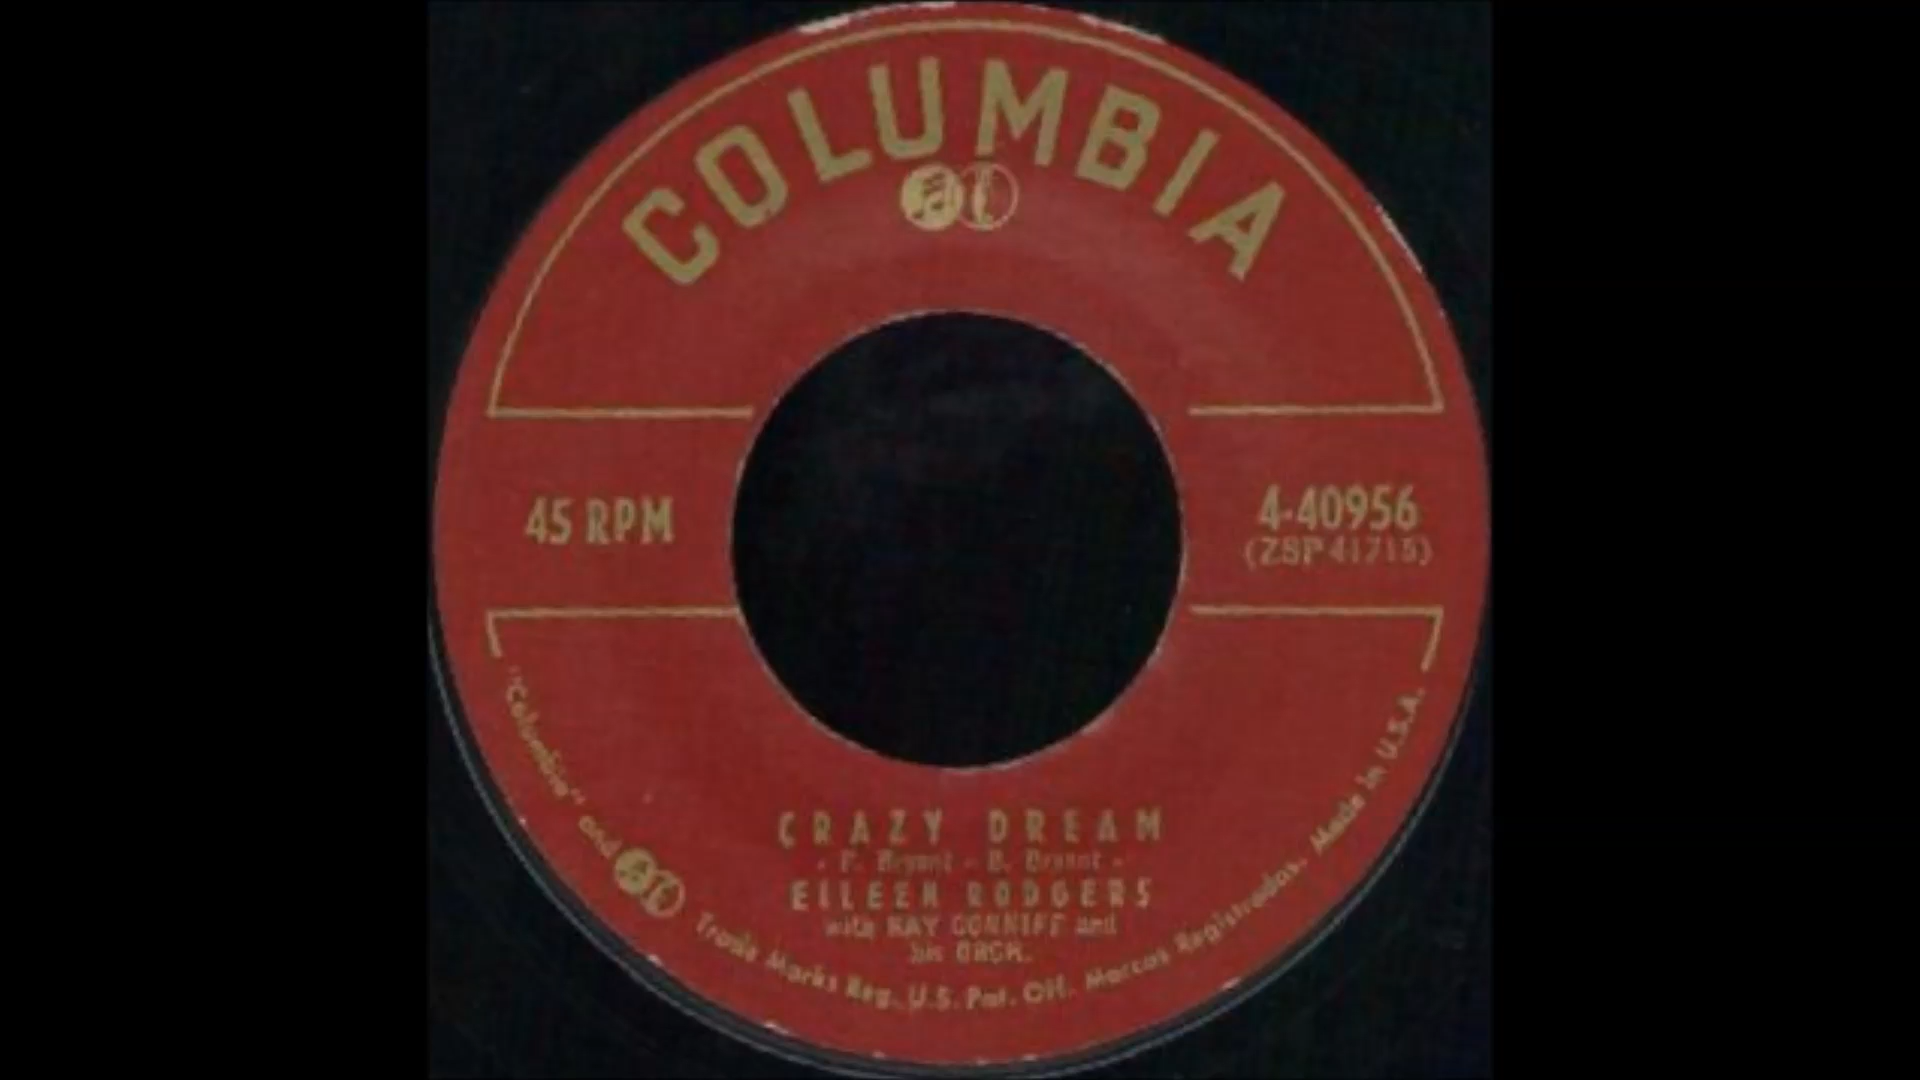 COLUMBIA
45 RPM
4-40956
(ZSP 41715)
CRAZY DREAM
- F. Bryant - B. Bryant -
EILEEN RODGERS
with RAY CONNIFF and
his ORCH.
"Columbia" and Trade Marks Reg. U.S. Pat. Off. Marcas Registradas. Made in U.S.A.